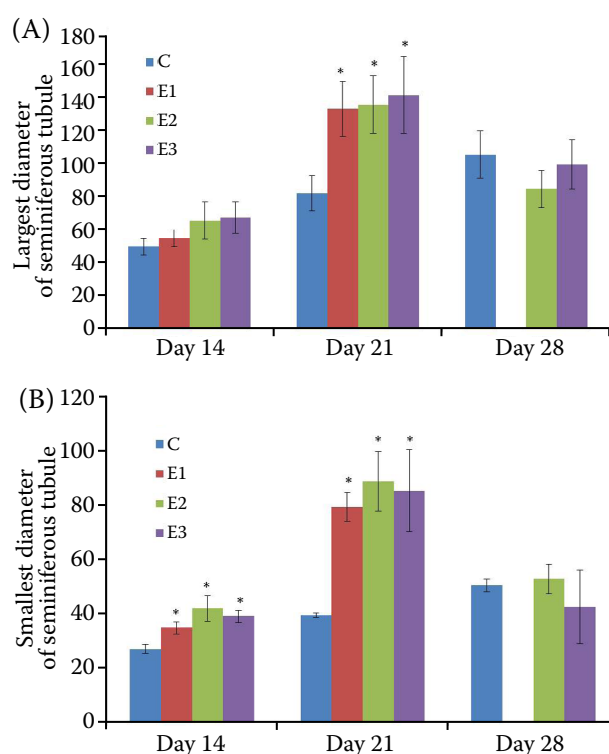 (A)
Largest diameter
of seminiferous tubule
180
160
140
120
100
80
60
40
20
0
C
E1
E2
E3
* * *
Day 14 Day 21 Day 28
(B)
Smallest diameter
of seminiferous tubule
120
100
80
60
40
20
0
C
E1
E2
E3
* * * * * *
Day 14 Day 21 Day 28